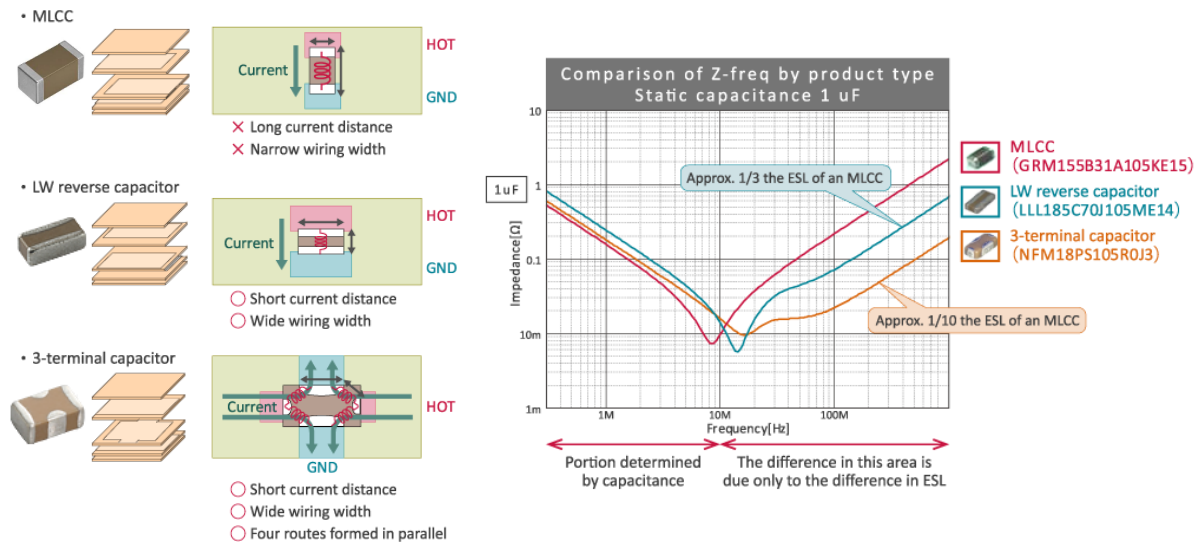 ・MLCC
HOT
Current
GND
× Long current distance
× Narrow wiring width
・LW reverse capacitor
HOT
Current
GND
○ Short current distance
○ Wide wiring width
・3-terminal capacitor
Current
HOT
GND
○ Short current distance
○ Wide wiring width
○ Four routes formed in parallel
Comparison of Z-freq by product type
Static capacitance 1 uF
1uF
Impedance[Ω]
10
1
0.1
10m
1m
1M
10M
100M
Frequency[Hz]
Approx. 1/3 the ESL of an MLCC
Approx. 1/10 the ESL of an MLCC
MLCC
(GRM155B31A105KE15)
LW reverse capacitor
(LLL185C70J105ME14)
3-terminal capacitor
(NFM18PS105R0J3)
Portion determined
by capacitance
The difference in this area is
due only to the difference in ESL